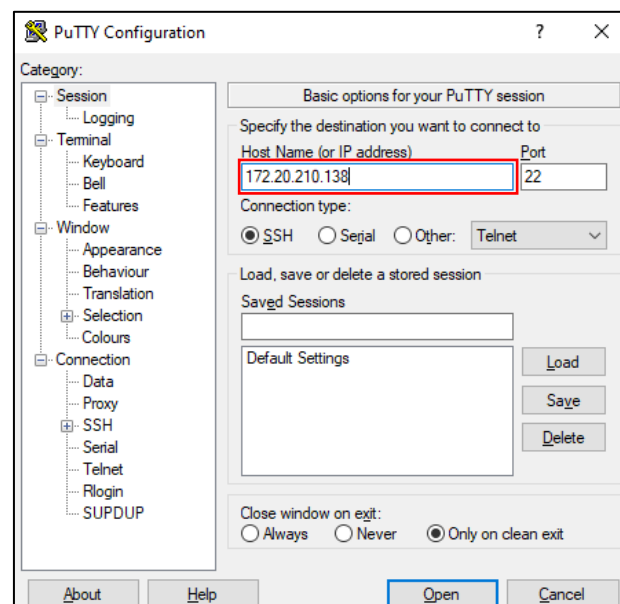 PuTTY Configuration ? X
Category:
Session
Logging
Terminal
Keyboard
Bell
Features
Window
Appearance
Behaviour
Translation
Selection
Colours
Connection
Data
Proxy
SSH
Serial
Telnet
Rlogin
SUPDUP
Basic options for your PuTTY session
Specify the destination you want to connect to
Host Name (or IP address) Port
172.20.210.138 22
Connection type:
SSH Serial Other: Telnet
Load, save or delete a stored session
Saved Sessions
Default Settings
Load
Save
Delete
Close window on exit:
Always Never Only on clean exit
About Help Open Cancel